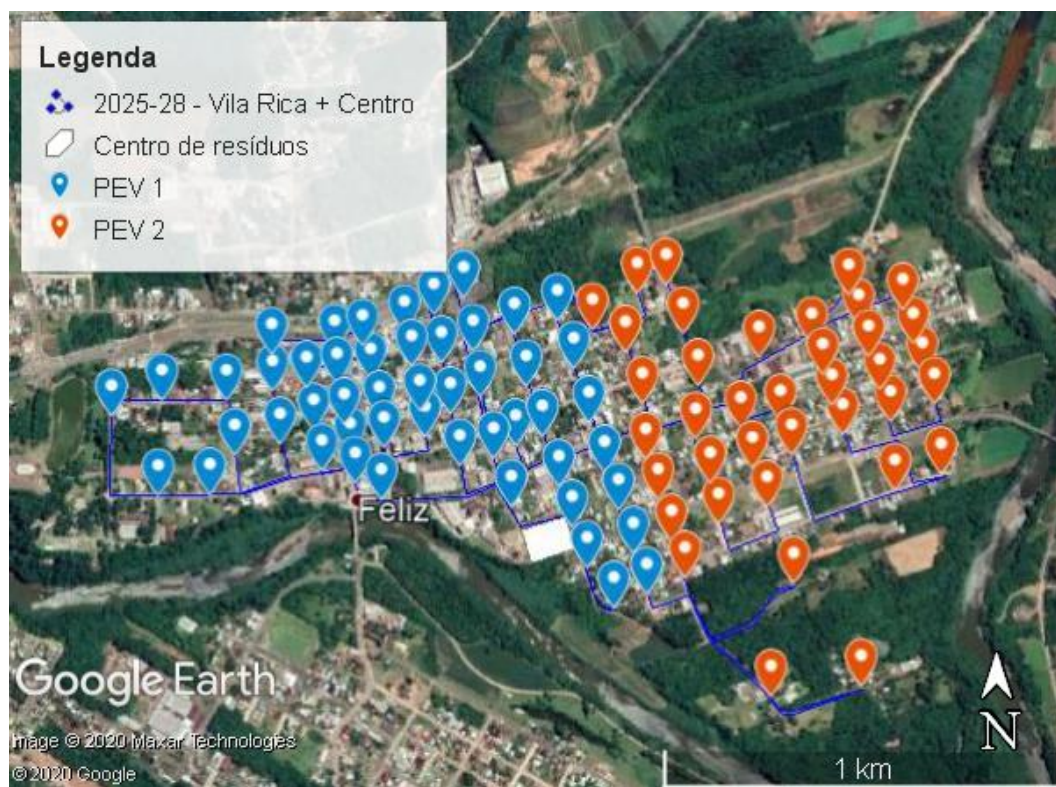 Legenda
2025-28 - Vila Rica + Centro
Centro de resíduos
PEV 1
PEV 2
Feliz
Google Earth
Image © 2020 Maxar Technologies
© 2020 Google
1 km
N